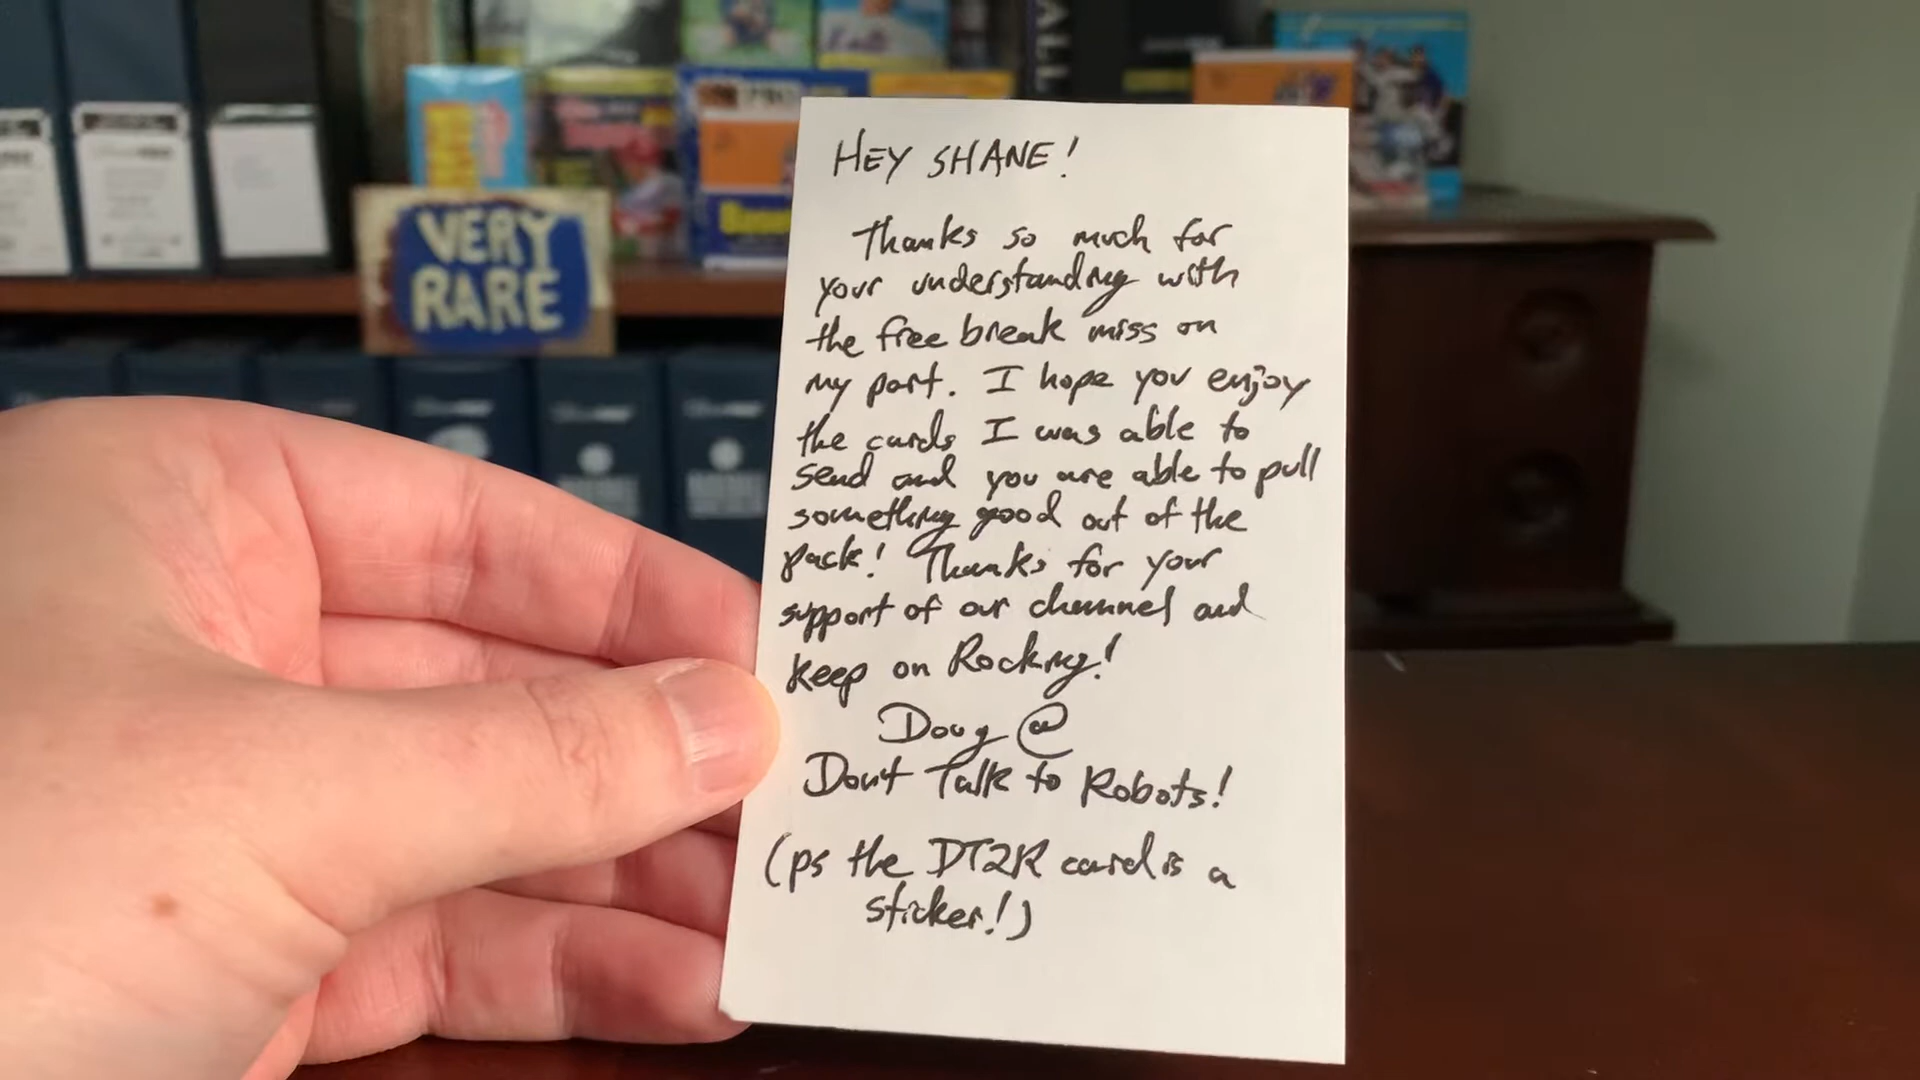 HEY SHANE!
Thanks so much for
your understanding with
the free break miss on
my part. I hope you enjoy
the cards I was able to
send and you are able to pull
something good out of the
pack! Thanks for your
support of our channel and
keep on Rocking!
Doug @
Don't Talk to Robots!
(ps the DT2R card is a
sticker!)
VERY
RARE
ALL